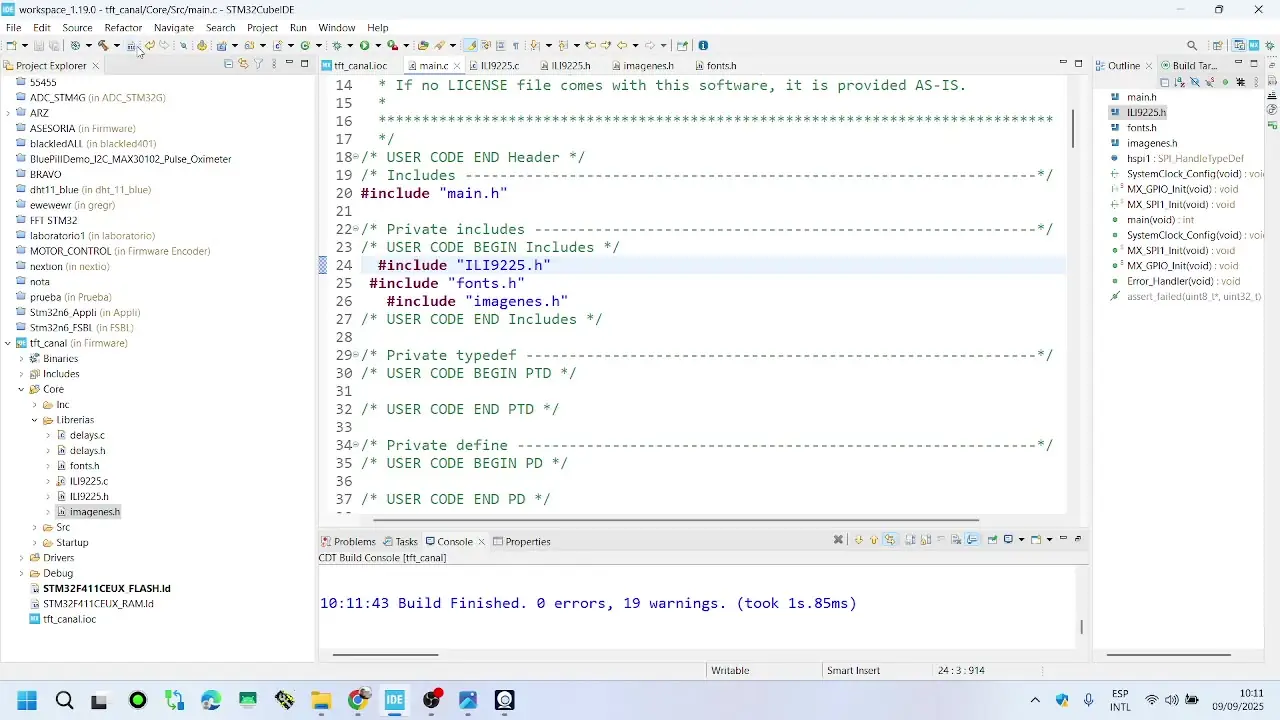 workspace_1.19.0 - tft_canal/Core/Src/main.c - STM32CubeIDE
File Edit Source Refactor Navigate Search Project Run Window Help
Project Explorer
55455
ADC_STM4G (in ADC_STM32G)
ARZ
ASESORIA (in Firmware)
blackledALL (in blackled401)
BluePillDemo_I2C_MAX30102_Pulse_Oximeter
BRAVO
dht11_blue (in dht_11_blue)
ewewewr (in gregr)
FFT STM32
laboratorio1 (in laboratorio)
MOTOR_CONTROL (in Firmware Encoder)
nextion (in nextio)
nota
prueba (in Prueba)
Stm32n6_Appli (in Appli)
Stm32n6_FSBL (in FSBL)
tft_canal (in Firmware)
Binaries
Includes
Core
Inc
Librerias
delays.c
delays.h
fonts.h
ILI9225.c
ILI9225.h
imagenes.h
Src
Startup
Drivers
Debug
STM32F411CEUX_FLASH.ld
STM32F411CEUX_RAM.ld
tft_canal.ioc
tft_canal.ioc main.c ILI9225.c ILI9225.h imagenes.h fonts.h
14 * If no LICENSE file comes with this software, it is provided AS-IS.
15 *
16 ******************************************************************************
17 */
18 /* USER CODE END Header */
19 /* Includes ------------------------------------------------------------------*/
20 #include "main.h"
21
22 /* Private includes ----------------------------------------------------------*/
23 /* USER CODE BEGIN Includes */
24 #include "ILI9225.h"
25 #include "fonts.h"
26 #include "imagenes.h"
27 /* USER CODE END Includes */
28
29 /* Private typedef -----------------------------------------------------------*/
30 /* USER CODE BEGIN PTD */
31
32 /* USER CODE END PTD */
33
34 /* Private define ------------------------------------------------------------*/
35 /* USER CODE BEGIN PD */
36
37 /* USER CODE END PD */
Problems Tasks Console Properties
CDT Build Console [tft_canal]
10:11:43 Build Finished. 0 errors, 19 warnings. (took 1s.85ms)
Outline Build Tar...
main.h
ILI9225.h
fonts.h
imagenes.h
hspi1 : SPI_HandleTypeDef
SystemClock_Config(void) : voi
MX_GPIO_Init(void) : void
MX_SPI1_Init(void) : void
main(void) : int
SystemClock_Config(void) : voi
MX_SPI1_Init(void) : void
MX_GPIO_Init(void) : void
Error_Handler(void) : void
assert_failed(uint8_t*, uint32_t)
Writable Smart Insert 24 : 3 : 914
IDE
ESP
INTL
10:11
09/09/2025